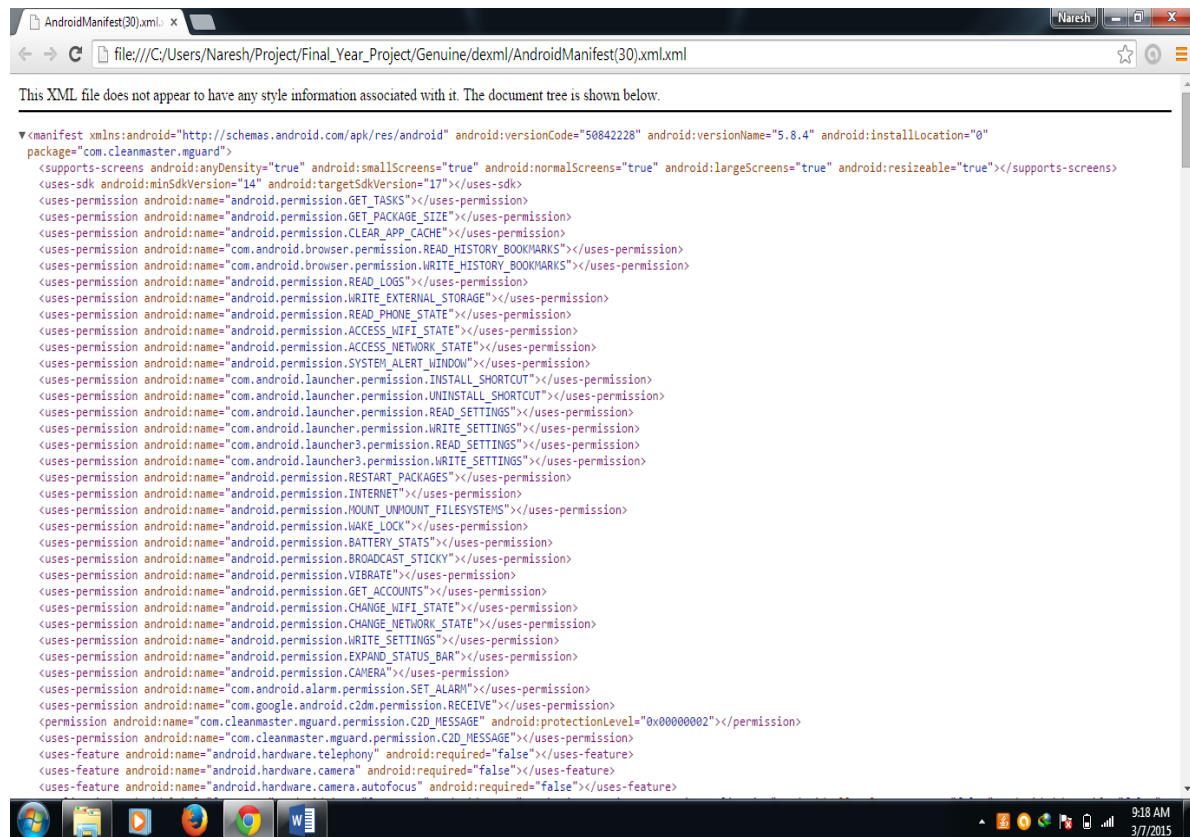 AndroidManifest(30).xml.
Naresh
file:///C:/Users/Naresh/Project/Final_Year_Project/Genuine/dexml/AndroidManifest(30).xml.xml
This XML file does not appear to have any style information associated with it. The document tree is shown below.
▼<manifest xmlns:android="http://schemas.android.com/apk/res/android" android:versionCode="50842228" android:versionName="5.8.4" android:installLocation="0"
package="com.cleanmaster.mguard">
<supports-screens android:anyDensity="true" android:smallScreens="true" android:normalScreens="true" android:largeScreens="true" android:resizeable="true"></supports-screens>
<uses-sdk android:minSdkVersion="14" android:targetSdkVersion="17"></uses-sdk>
<uses-permission android:name="android.permission.GET_TASKS"></uses-permission>
<uses-permission android:name="android.permission.GET_PACKAGE_SIZE"></uses-permission>
<uses-permission android:name="android.permission.CLEAR_APP_CACHE"></uses-permission>
<uses-permission android:name="com.android.browser.permission.READ_HISTORY_BOOKMARKS"></uses-permission>
<uses-permission android:name="com.android.browser.permission.WRITE_HISTORY_BOOKMARKS"></uses-permission>
<uses-permission android:name="android.permission.READ_LOGS"></uses-permission>
<uses-permission android:name="android.permission.WRITE_EXTERNAL_STORAGE"></uses-permission>
<uses-permission android:name="android.permission.READ_PHONE_STATE"></uses-permission>
<uses-permission android:name="android.permission.ACCESS_WIFI_STATE"></uses-permission>
<uses-permission android:name="android.permission.ACCESS_NETWORK_STATE"></uses-permission>
<uses-permission android:name="android.permission.SYSTEM_ALERT_WINDOW"></uses-permission>
<uses-permission android:name="com.android.launcher.permission.INSTALL_SHORTCUT"></uses-permission>
<uses-permission android:name="com.android.launcher.permission.UNINSTALL_SHORTCUT"></uses-permission>
<uses-permission android:name="com.android.launcher.permission.READ_SETTINGS"></uses-permission>
<uses-permission android:name="com.android.launcher.permission.WRITE_SETTINGS"></uses-permission>
<uses-permission android:name="com.android.launcher3.permission.READ_SETTINGS"></uses-permission>
<uses-permission android:name="com.android.launcher3.permission.WRITE_SETTINGS"></uses-permission>
<uses-permission android:name="android.permission.RESTART_PACKAGES"></uses-permission>
<uses-permission android:name="android.permission.INTERNET"></uses-permission>
<uses-permission android:name="android.permission.MOUNT_UNMOUNT_FILESYSTEMS"></uses-permission>
<uses-permission android:name="android.permission.WAKE_LOCK"></uses-permission>
<uses-permission android:name="android.permission.BATTERY_STATS"></uses-permission>
<uses-permission android:name="android.permission.BROADCAST_STICKY"></uses-permission>
<uses-permission android:name="android.permission.VIBRATE"></uses-permission>
<uses-permission android:name="android.permission.GET_ACCOUNTS"></uses-permission>
<uses-permission android:name="android.permission.CHANGE_WIFI_STATE"></uses-permission>
<uses-permission android:name="android.permission.CHANGE_NETWORK_STATE"></uses-permission>
<uses-permission android:name="android.permission.WRITE_SETTINGS"></uses-permission>
<uses-permission android:name="android.permission.EXPAND_STATUS_BAR"></uses-permission>
<uses-permission android:name="android.permission.CAMERA"></uses-permission>
<uses-permission android:name="com.android.alarm.permission.SET_ALARM"></uses-permission>
<uses-permission android:name="com.google.android.c2dm.permission.RECEIVE"></uses-permission>
<permission android:name="com.cleanmaster.mguard.permission.C2D_MESSAGE" android:protectionLevel="0x00000002"></permission>
<uses-permission android:name="com.cleanmaster.mguard.permission.C2D_MESSAGE"></uses-permission>
<uses-feature android:name="android.hardware.telephony" android:required="false"></uses-feature>
<uses-feature android:name="android.hardware.camera" android:required="false"></uses-feature>
<uses-feature android:name="android.hardware.camera.autofocus" android:required="false"></uses-feature>
9:18 AM
3/7/2015